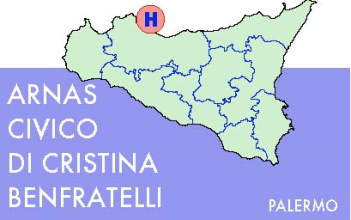 H
ARNAS
CIVICO
DI CRISTINA
BENFRATELLI
PALERMO